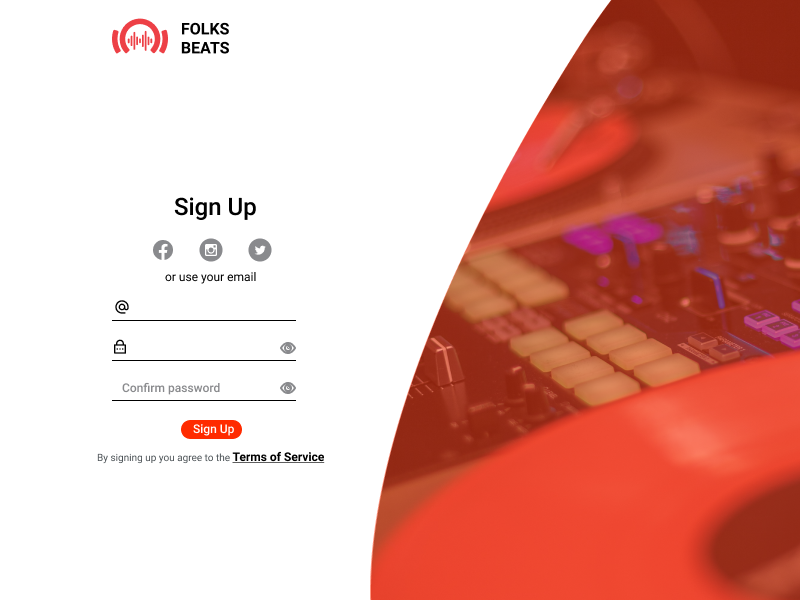 FOLKS
BEATS
Sign Up
or use your email
Confirm password
Sign Up
By signing up you agree to the Terms of Service